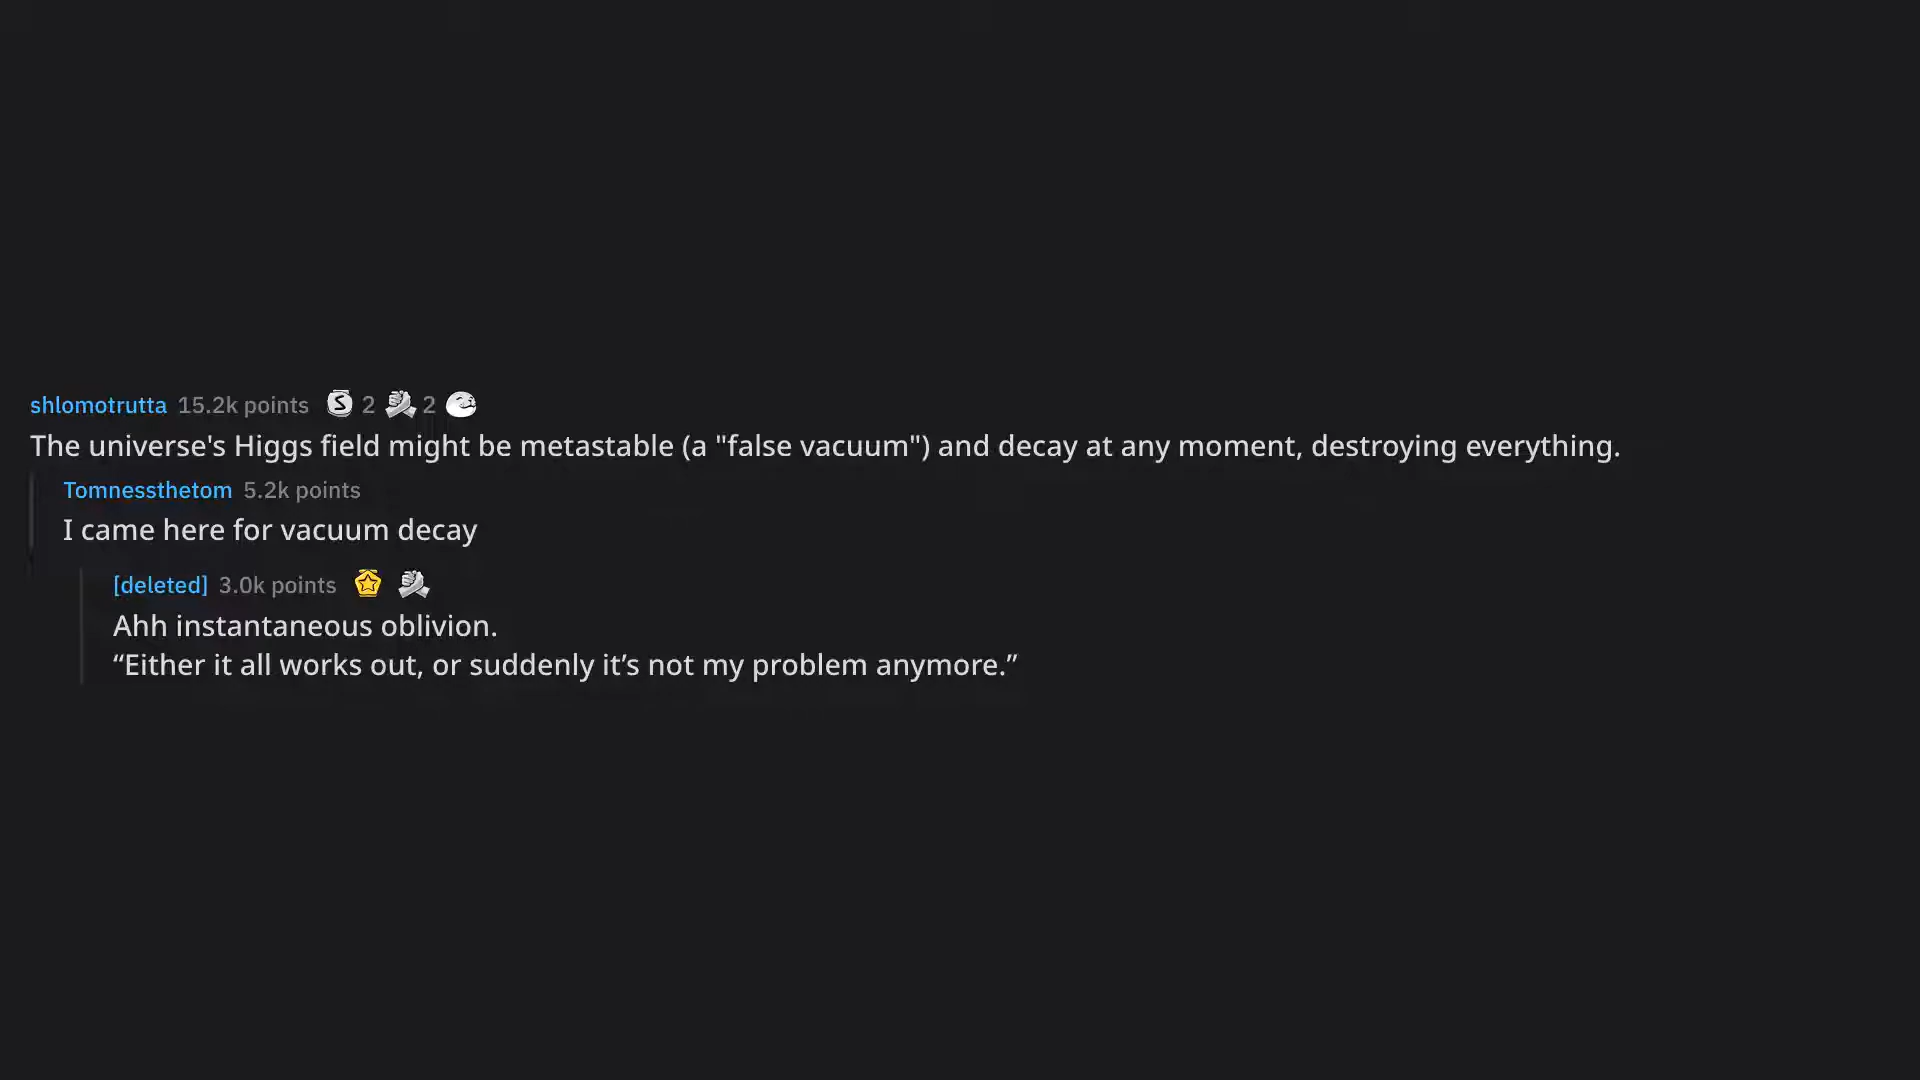 shlomotrutta 15.2k points 2 2
The universe's Higgs field might be metastable (a "false vacuum") and decay at any moment, destroying everything.
Tomnessthetom 5.2k points
I came here for vacuum decay
[deleted] 3.0k points
Ahh instantaneous oblivion.
“Either it all works out, or suddenly it’s not my problem anymore.”